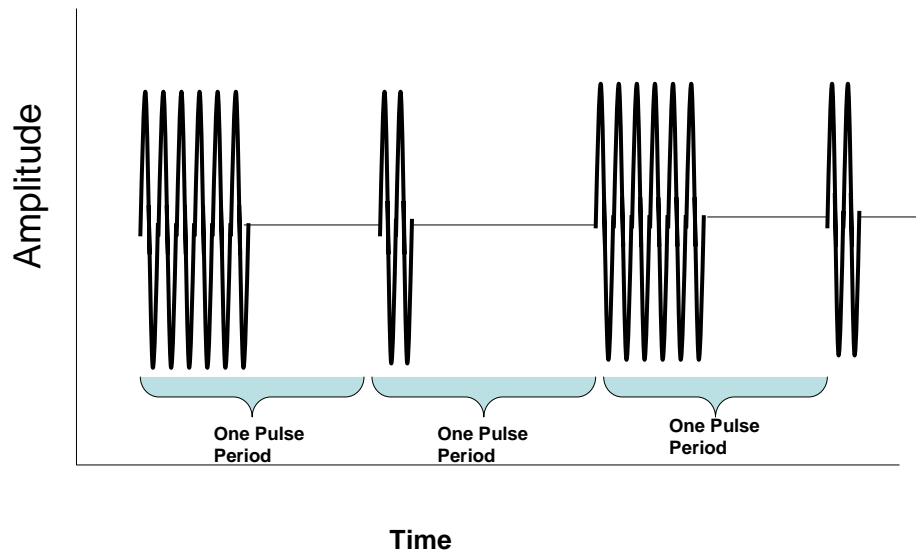 Amplitude
One Pulse
Period
One Pulse
Period
One Pulse
Period
Time